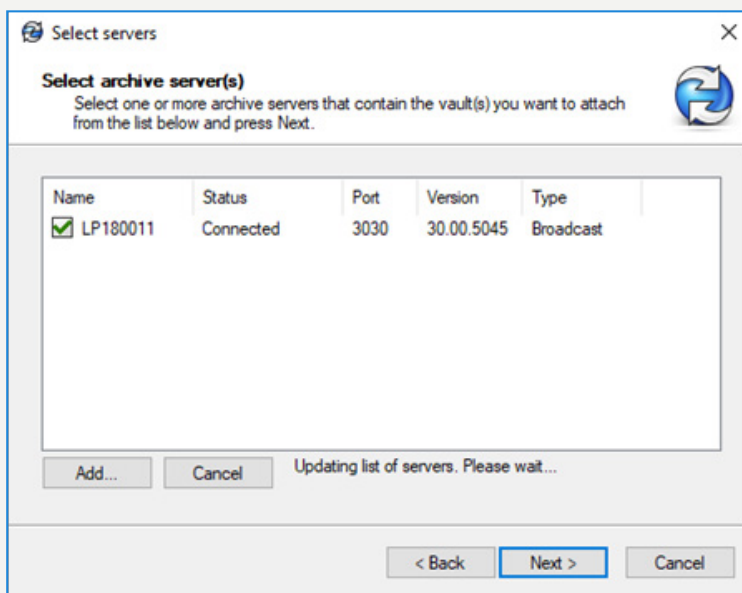 Select servers
Select archive server(s)
Select one or more archive servers that contain the vault(s) you want to attach
from the list below and press Next.
Name Status Port Version Type
LP180011 Connected 3030 30.00.5045 Broadcast
Add... Cancel Updating list of servers. Please wait...
< Back Next > Cancel